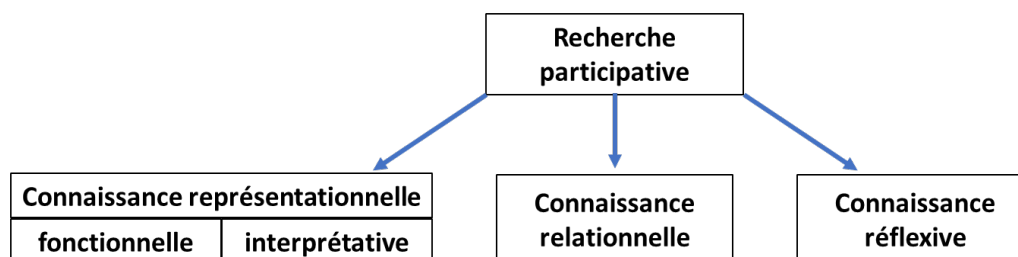 Recherche
participative
Connaissance représentationnelle
fonctionnelle
interprétative
Connaissance
relationnelle
Connaissance
réflexive